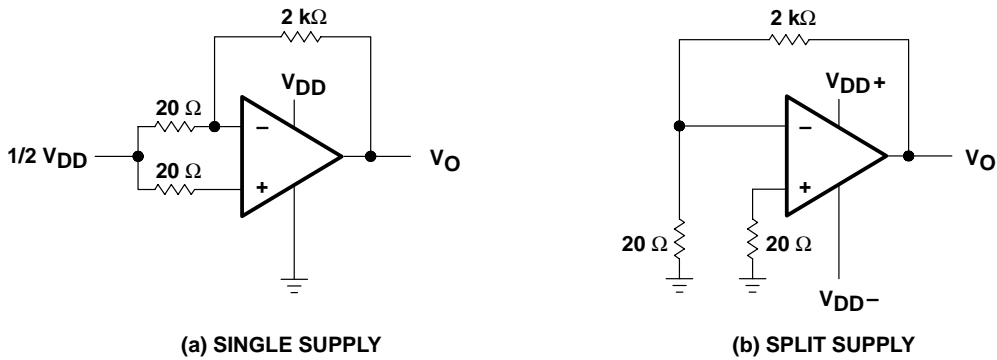 2 kΩ
VDD
20 Ω
−
1/2 VDD
20 Ω
+
VO
(a) SINGLE SUPPLY
2 kΩ
VDD+
−
VO
+
20 Ω
20 Ω
VDD−
(b) SPLIT SUPPLY